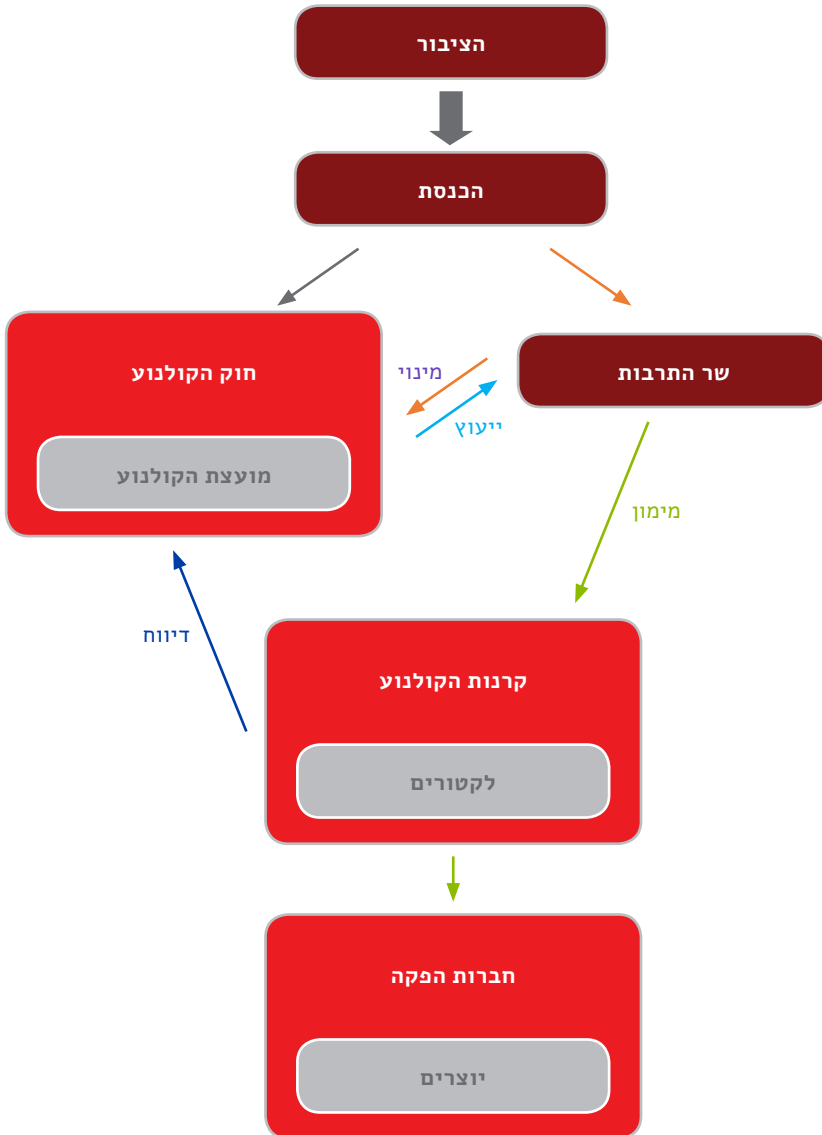 הציבור
הכנסת
שר התרבות
חוק הקולנוע
מינוי
ייעוץ
מועצת הקולנוע
מימון
דיווח
קרנות הקולנוע
לקטורים
חברות הפקה
יוצרים